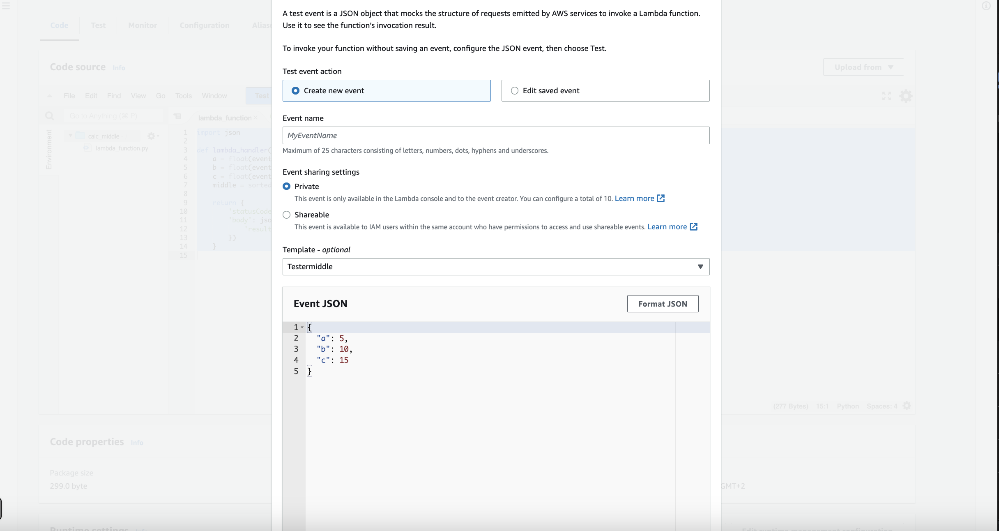 A test event is a JSON object that mocks the structure of requests emitted by AWS services to invoke a Lambda function.
Use it to see the function's invocation result.
To invoke your function without saving an event, configure the JSON event, then choose Test.
Test event action
Create new event
Edit saved event
Event name
MyEventName
Maximum of 25 characters consisting of letters, numbers, dots, hyphens and underscores.
Event sharing settings
Private
This event is only available in the Lambda console and to the event creator. You can configure a total of 10. Learn more
Shareable
This event is available to IAM users within the same account who have permissions to access and use shareable events. Learn more
Template - optional
Testermiddle
Event JSON
Format JSON
1 {
2 "a": 5,
3 "b": 10,
4 "c": 15
5 }
Code Test Monitor Configuration Alias
Code source Info
Upload from
File Edit Find View Go Tools Window Test
Go to Anything (⌘ P)
lambda_function
Environment
calc_middle
lambda_function.py
1 import json
2
3 def lambda_handler(
4 a = float(event
5 b = float(event
6 c = float(event
7 middle = sorted
8
9 return {
10 'statusCode
11 'body': jso
12 'result
13 })
14 }
15
(277 Bytes) 15:1 Python Spaces: 4
Code properties Info
Package size
299.0 byte
GMT+2
Runtime settings Info
Edit runtime management configuration